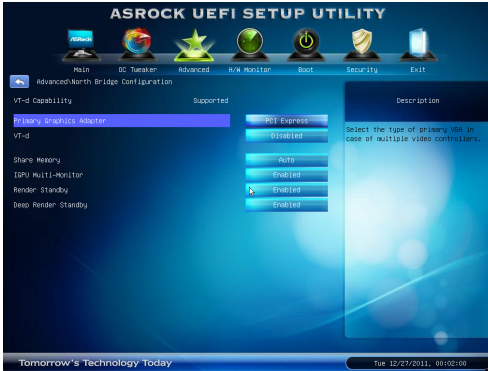 ASROCK UEFI SETUP UTILITY
ASRock
Main OC Tweaker Advanced H/W Monitor Boot Security Exit
Advanced\North Bridge Configuration
Description
VT-d Capability Supported
Primary Graphics Adapter PCI Express
VT-d Disabled
Share Memory Auto
IGPU Multi-Monitor Enabled
Render Standby Enabled
Deep Render Standby Enabled
Select the type of primary VGA in
case of multiple video controllers.
Tomorrow's Technology Today
Tue 12/27/2011, 00:02:00